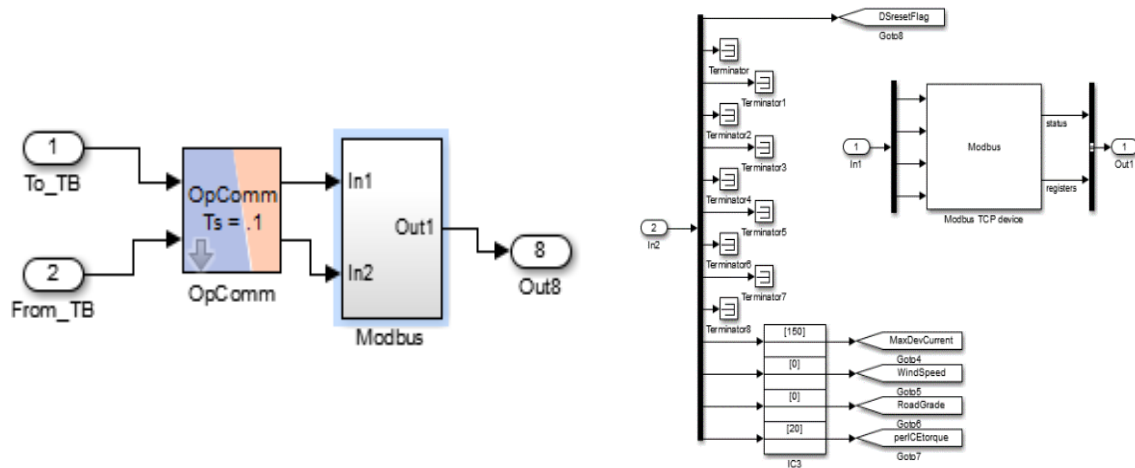 1
To_TB
2
From_TB
OpComm
Ts = .1
OpComm
In1
In2
Out1
Modbus
8
Out8
DSresetFlag
Goto8
Terminator
Terminator1
Terminator2
Terminator3
Terminator4
Terminator5
Terminator6
Terminator7
Terminator8
2
In2
[150]
[0]
[0]
[20]
IC3
MaxDevCurrent
Goto4
WindSpeed
Goto5
RoadGrade
Goto6
perICEtorque
Goto7
1
In1
Modbus
Modbus TCP device
status
registers
1
Out1